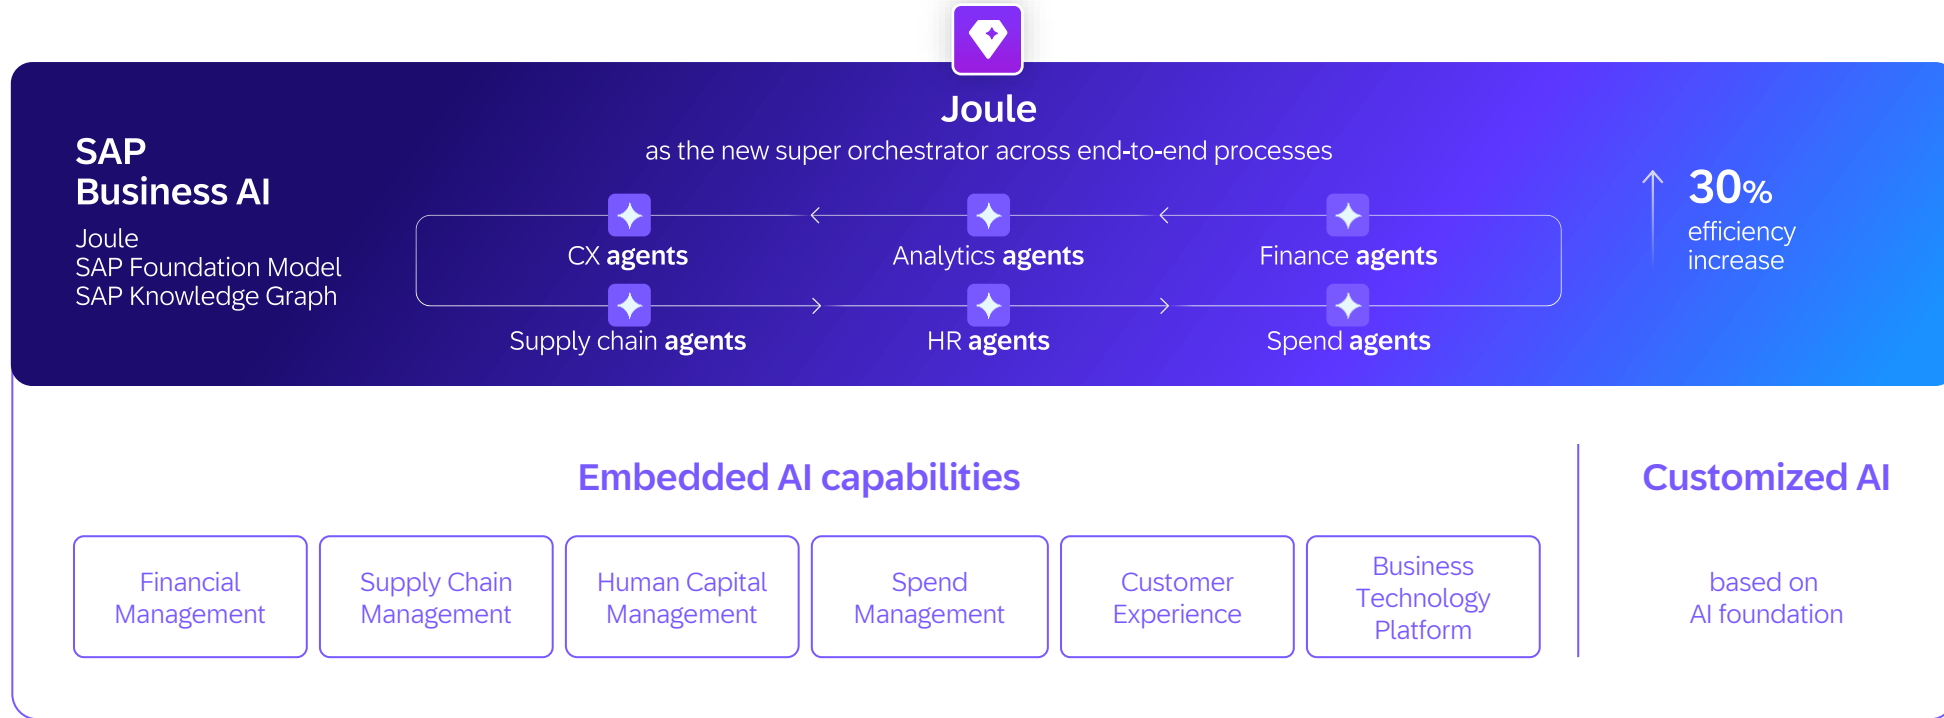 Joule
as the new super orchestrator across end-to-end processes
SAP
Business AI
Joule
SAP Foundation Model
SAP Knowledge Graph
CX agents
Analytics agents
Finance agents
Supply chain agents
HR agents
Spend agents
30%
efficiency
increase
Embedded AI capabilities
Financial
Management
Supply Chain
Management
Human Capital
Management
Spend
Management
Customer
Experience
Business
Technology
Platform
Customized AI
based on
AI foundation